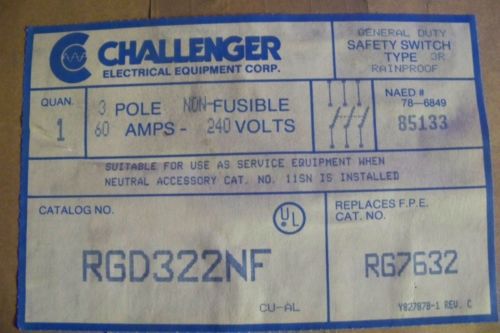 CHALLENGER
ELECTRICAL EQUIPMENT CORP.
GENERAL DUTY
SAFETY SWITCH
TYPE 3R
RAINPROOF
QUAN.
1
3 POLE NON-FUSIBLE
60 AMPS - 240 VOLTS
NAED #
78-6849
85133
SUITABLE FOR USE AS SERVICE EQUIPMENT WHEN
NEUTRAL ACCESSORY CAT. NO. 11SN IS INSTALLED
CATALOG NO.
UL
RGD322NF
CU-AL
REPLACES F.P.E.
CAT. NO.
RG7632
Y827878-1 REV. C